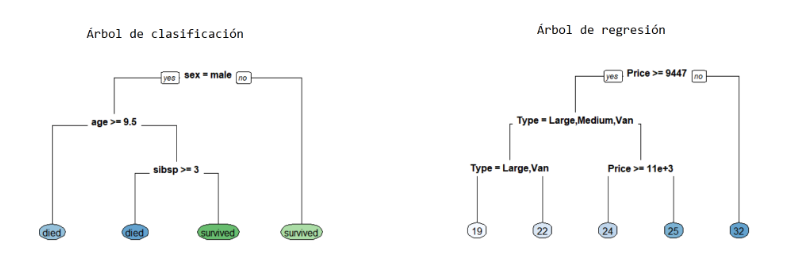 Árbol de clasificación
yes sex = male no
age >= 9.5
sibsp >= 3
died died survived survived
Árbol de regresión
yes Price >= 9447 no
Type = Large,Medium,Van
Type = Large,Van Price >= 11e+3
19 22 24 25 32